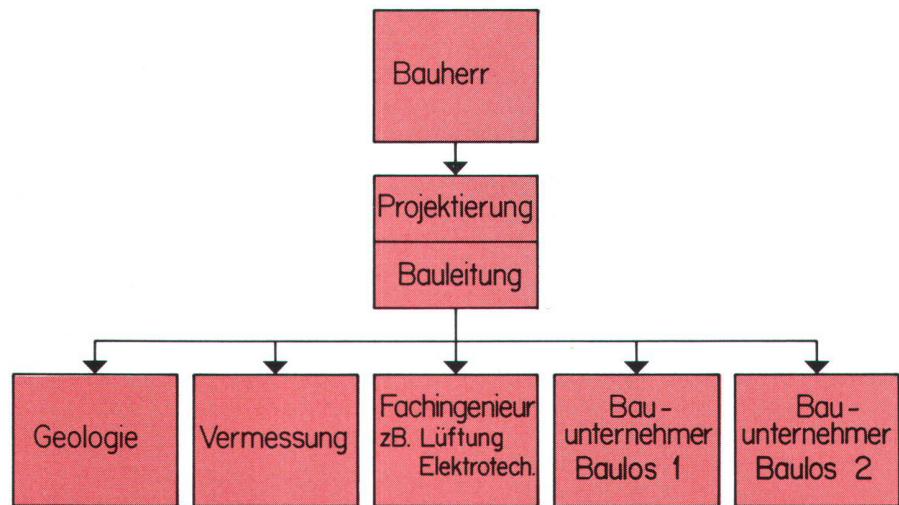 Bauherr
Projektierung
Bauleitung
Geologie
Vermessung
Fachingenieur
zB. Lüftung
Elektrotech.
Bau-
unternehmer
Baulos 1
Bau-
unternehmer
Baulos 2